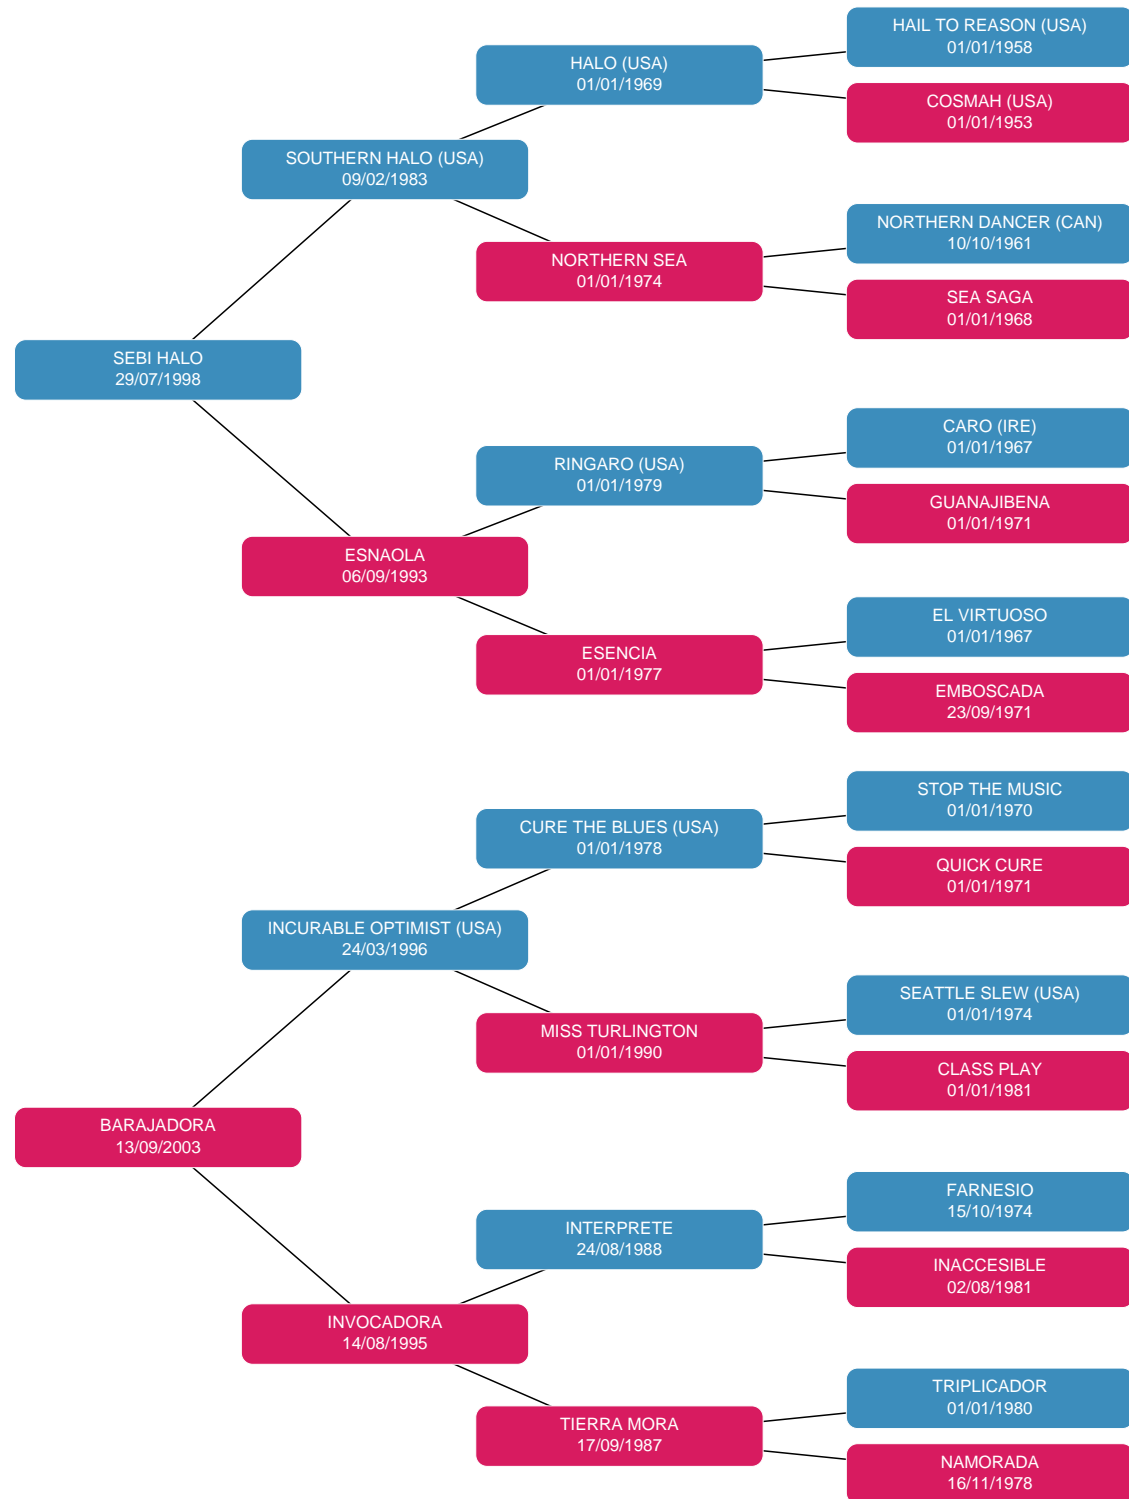 HAIL TO REASON (USA)
01/01/1958
HALO (USA)
01/01/1969
COSMAH (USA)
01/01/1953
SOUTHERN HALO (USA)
09/02/1983
NORTHERN DANCER (CAN)
10/10/1961
NORTHERN SEA
01/01/1974
SEA SAGA
01/01/1968
SEBI HALO
29/07/1998
CARO (IRE)
01/01/1967
RINGARO (USA)
01/01/1979
GUANAJIBENA
01/01/1971
ESNAOLA
06/09/1993
EL VIRTUOSO
01/01/1967
ESENCIA
01/01/1977
EMBOSCADA
23/09/1971
STOP THE MUSIC
01/01/1970
CURE THE BLUES (USA)
01/01/1978
QUICK CURE
01/01/1971
INCURABLE OPTIMIST (USA)
24/03/1996
SEATTLE SLEW (USA)
01/01/1974
MISS TURLINGTON
01/01/1990
CLASS PLAY
01/01/1981
BARAJADORA
13/09/2003
FARNESIO
15/10/1974
INTERPRETE
24/08/1988
INACCESIBLE
02/08/1981
INVOCADORA
14/08/1995
TRIPLICADOR
01/01/1980
TIERRA MORA
17/09/1987
NAMORADA
16/11/1978